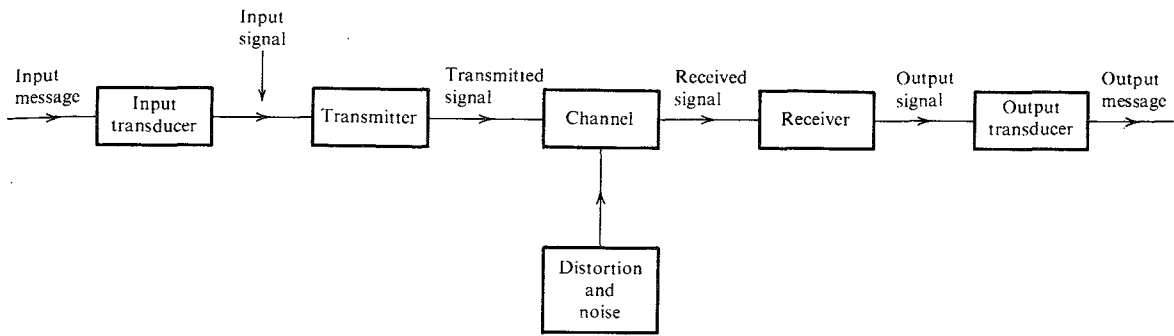 Input
signal
Input
message
Input
transducer
Transmitter
Transmitted
signal
Channel
Received
signal
Receiver
Output
signal
Output
transducer
Output
message
Distortion
and
noise